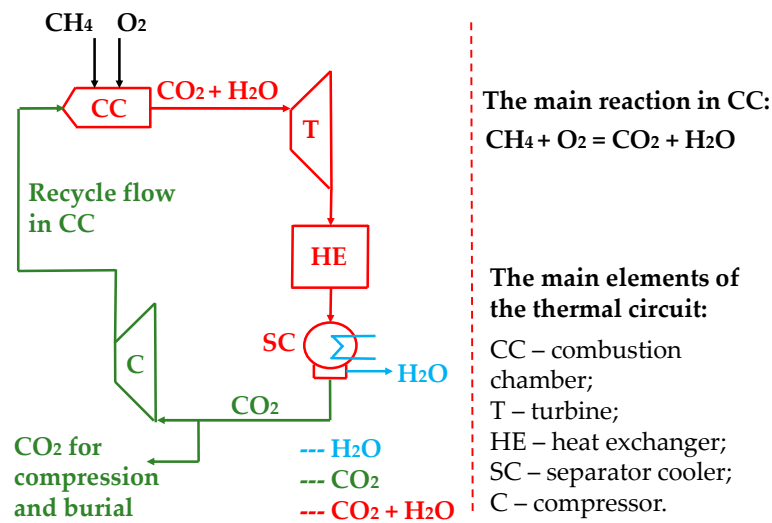 CH4 O2
CC
CO2 + H2O
T
Recycle flow
in CC
HE
SC
H2O
C
CO2
CO2 for
compression
and burial
--- H2O
--- CO2
--- CO2 + H2O
The main reaction in CC:
CH4 + O2 = CO2 + H2O
The main elements of
the thermal circuit:
CC – combustion
chamber;
T – turbine;
HE – heat exchanger;
SC – separator cooler;
C – compressor.